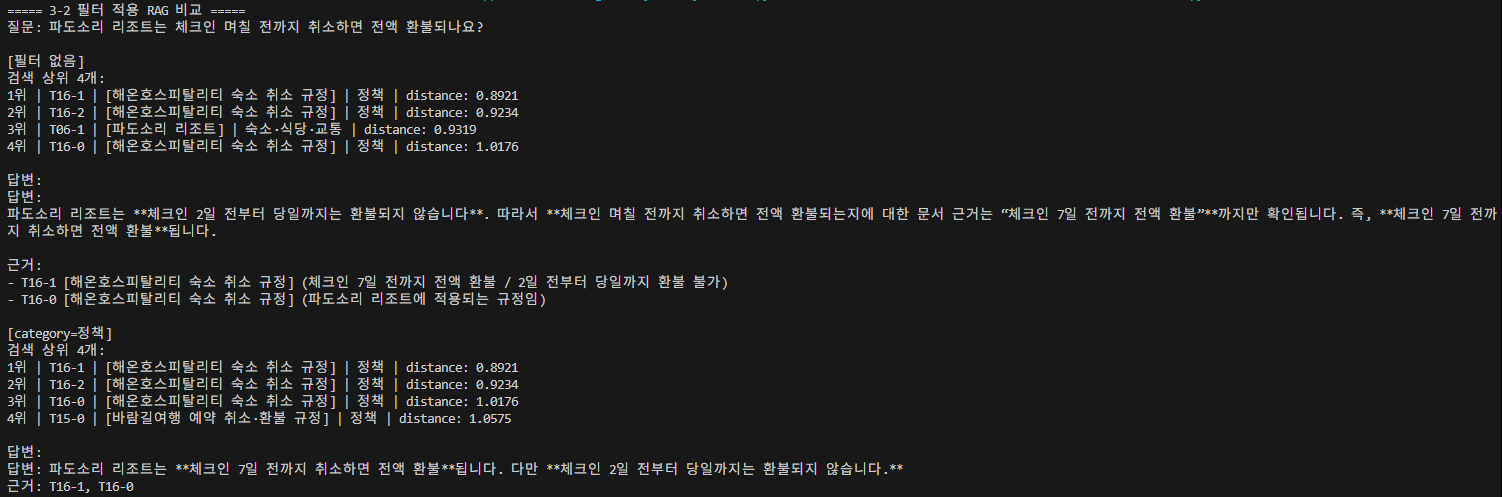 ===== 3-2 필터 적용 RAG 비교 =====
질문: 파도소리 리조트는 체크인 며칠 전까지 취소하면 전액 환불되나요?
[필터 없음]
검색 상위 4개:
1위 | T16-1 | [해온호스피탈리티 숙소 취소 규정] | 정책 | distance: 0.8921
2위 | T16-2 | [해온호스피탈리티 숙소 취소 규정] | 정책 | distance: 0.9234
3위 | T06-1 | [파도소리 리조트] | 숙소·식당·교통 | distance: 0.9319
4위 | T16-0 | [해온호스피탈리티 숙소 취소 규정] | 정책 | distance: 1.0176
답변:
답변:
파도소리 리조트는 **체크인 2일 전부터 당일까지는 환불되지 않습니다**. 따라서 **체크인 며칠 전까지 취소하면 전액 환불되는지에 대한 문서 근거는 “체크인 7일 전까지 전액 환불”**까지만 확인됩니다. 즉, **체크인 7일 전까
지 취소하면 전액 환불**됩니다.
근거:
- T16-1 [해온호스피탈리티 숙소 취소 규정] (체크인 7일 전까지 전액 환불 / 2일 전부터 당일까지 환불 불가)
- T16-0 [해온호스피탈리티 숙소 취소 규정] (파도소리 리조트에 적용되는 규정임)
[category=정책]
검색 상위 4개:
1위 | T16-1 | [해온호스피탈리티 숙소 취소 규정] | 정책 | distance: 0.8921
2위 | T16-2 | [해온호스피탈리티 숙소 취소 규정] | 정책 | distance: 0.9234
3위 | T16-0 | [해온호스피탈리티 숙소 취소 규정] | 정책 | distance: 1.0176
4위 | T15-0 | [바람길여행 예약 취소·환불 규정] | 정책 | distance: 1.0575
답변:
답변: 파도소리 리조트는 **체크인 7일 전까지 취소하면 전액 환불**됩니다. 다만 **체크인 2일 전부터 당일까지는 환불되지 않습니다.**
근거: T16-1, T16-0